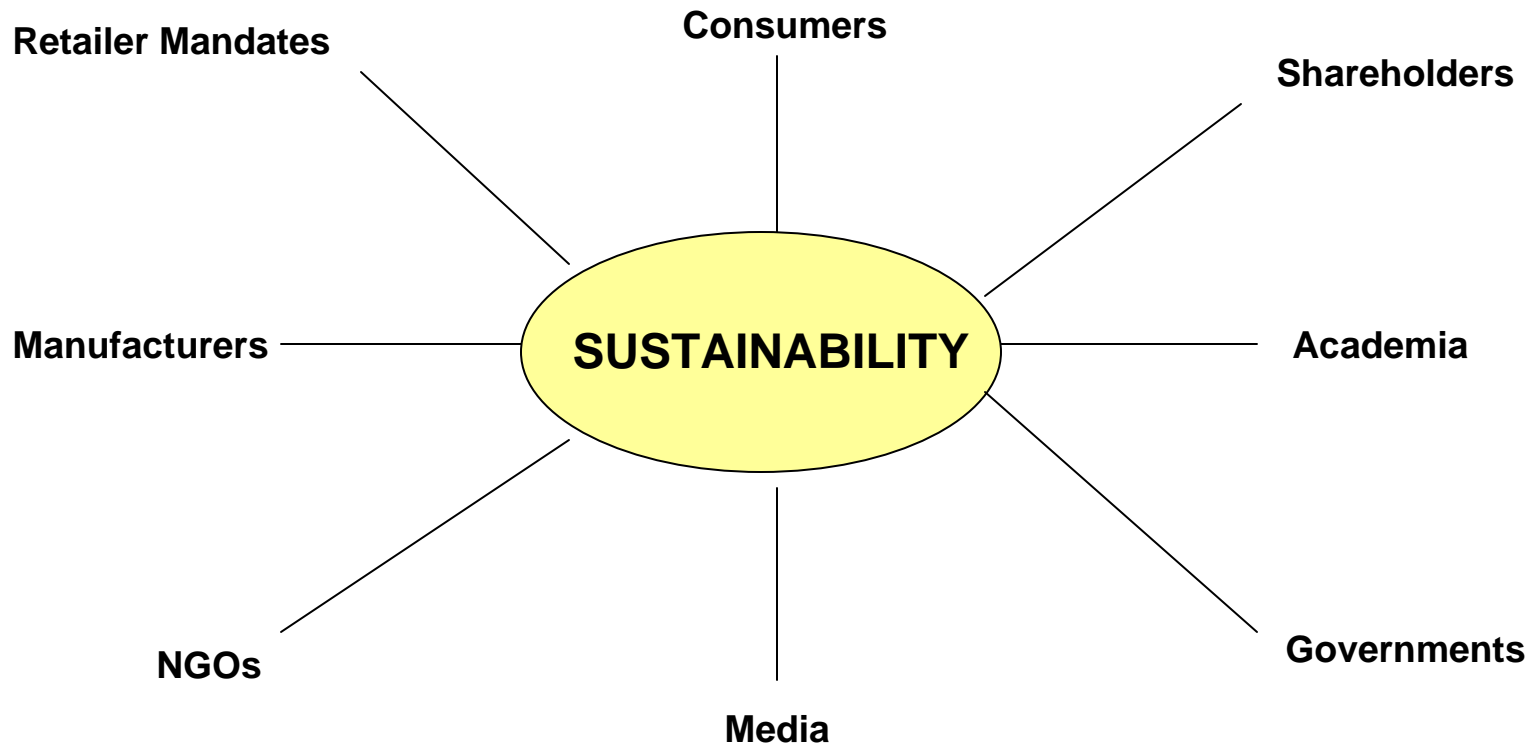 Consumers
Retailer Mandates
Shareholders
Manufacturers
SUSTAINABILITY
Academia
NGOs
Governments
Media